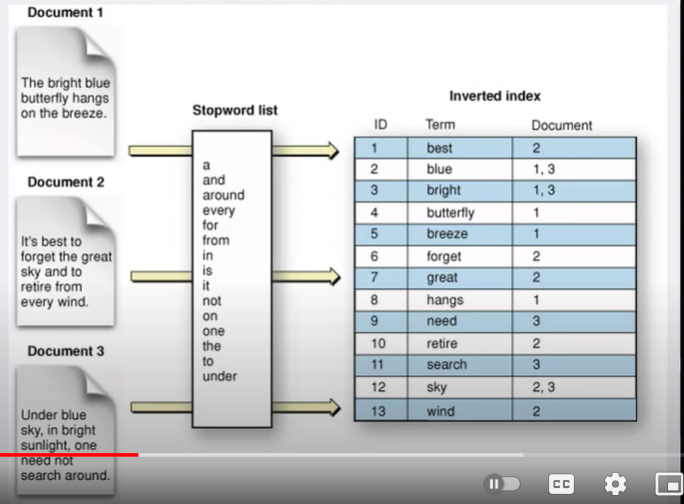 Document 1
The bright blue
butterfly hangs
on the breeze.
Document 2
It's best to
forget the great
sky and to
retire from
every wind.
Document 3
Under blue
sky, in bright
sunlight, one
need not
search around.
Stopword list
a
and
around
every
for
from
in
is
it
not
on
one
the
to
under
Inverted index
ID Term Document
1 best 2
2 blue 1, 3
3 bright 1, 3
4 butterfly 1
5 breeze 1
6 forget 2
7 great 2
8 hangs 1
9 need 3
10 retire 2
11 search 3
12 sky 2, 3
13 wind 2
CC